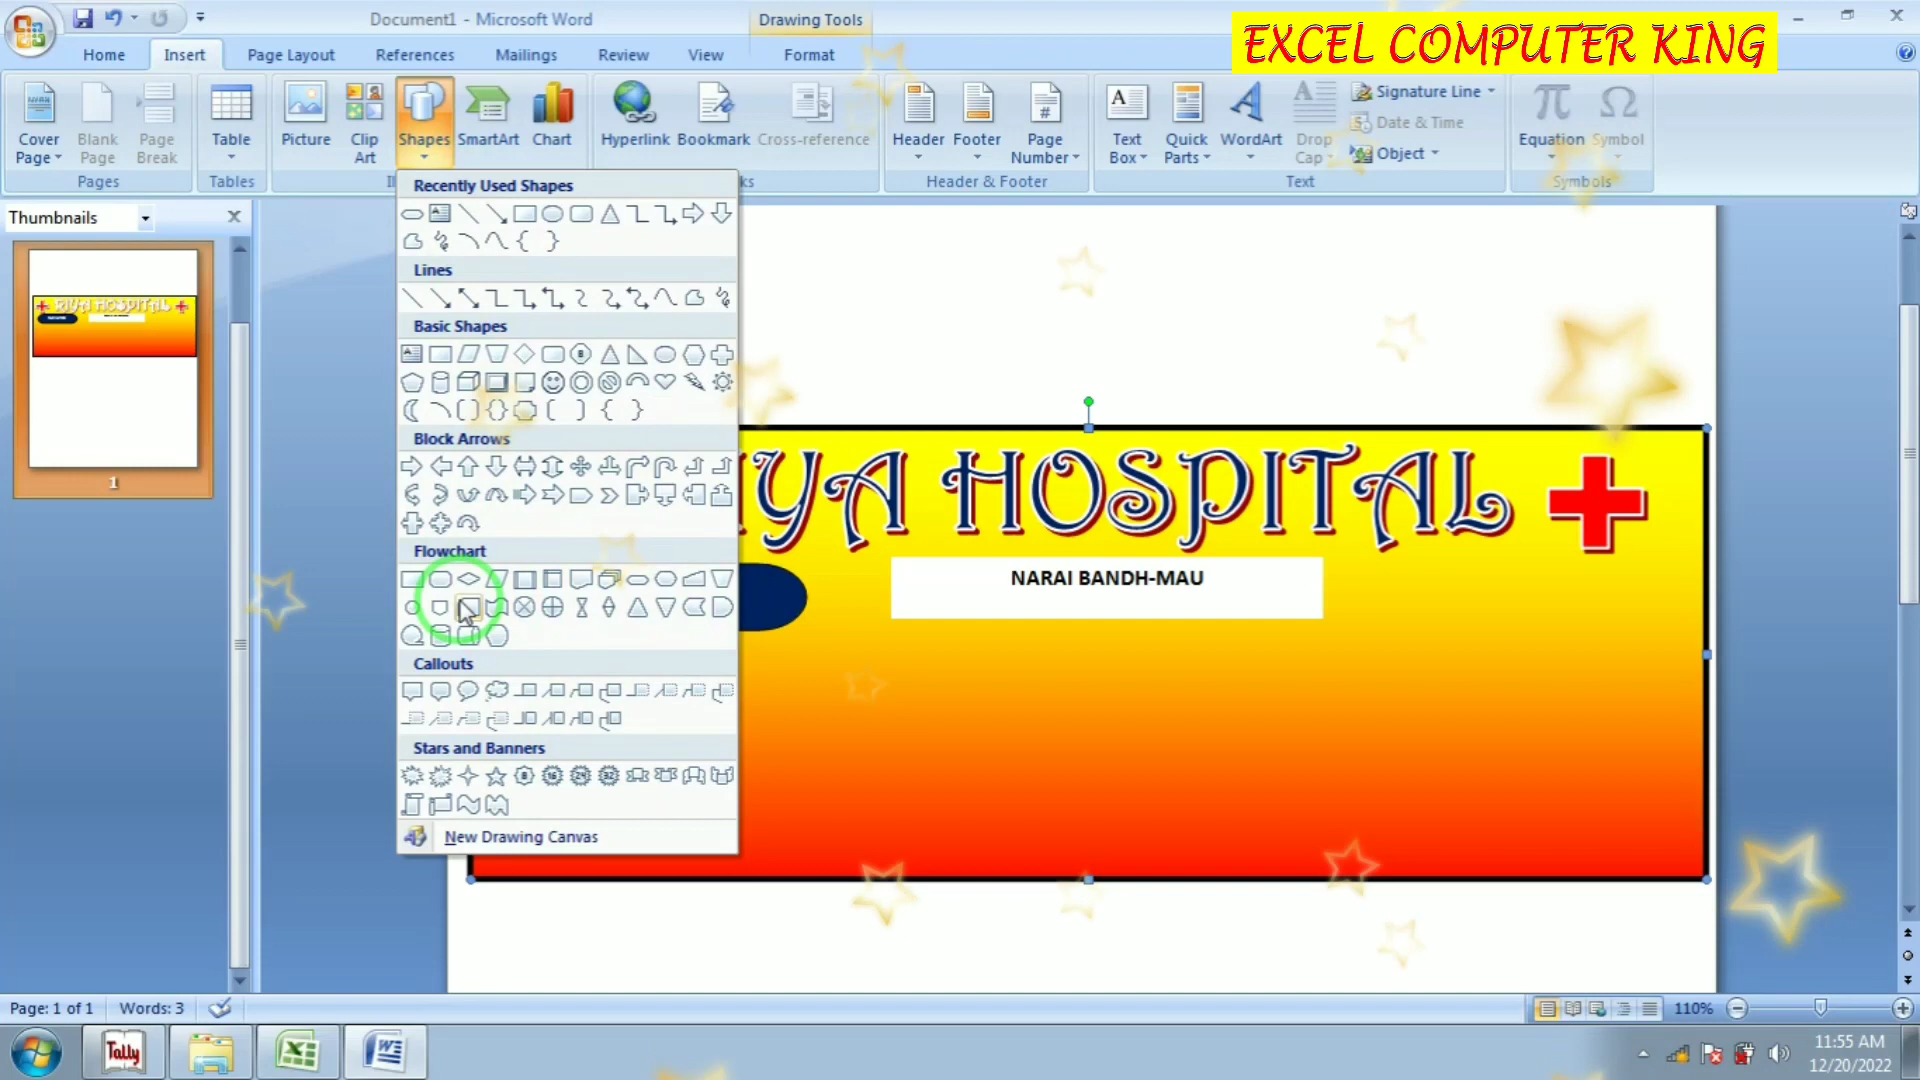 Document1 - Microsoft Word
Drawing Tools
EXCEL COMPUTER KING
Home
Insert
Page Layout
References
Mailings
Review
View
Format
Cover Page
Blank Page
Page Break
Table
Picture
Clip Art
Shapes
SmartArt
Chart
Hyperlink
Bookmark
Cross-reference
Header
Footer
Page Number
Text Box
Quick Parts
WordArt
Drop Cap
Signature Line
Date & Time
Object
Equation
Symbol
Pages
Tables
Header & Footer
Text
Symbols
Thumbnails
RIYA HOSPITAL
1
Recently Used Shapes
Lines
Basic Shapes
Block Arrows
Flowchart
Callouts
Stars and Banners
New Drawing Canvas
IYA HOSPITAL
NARAI BANDH-MAU
Page: 1 of 1
Words: 3
110%
Tally
11:55 AM
12/20/2022